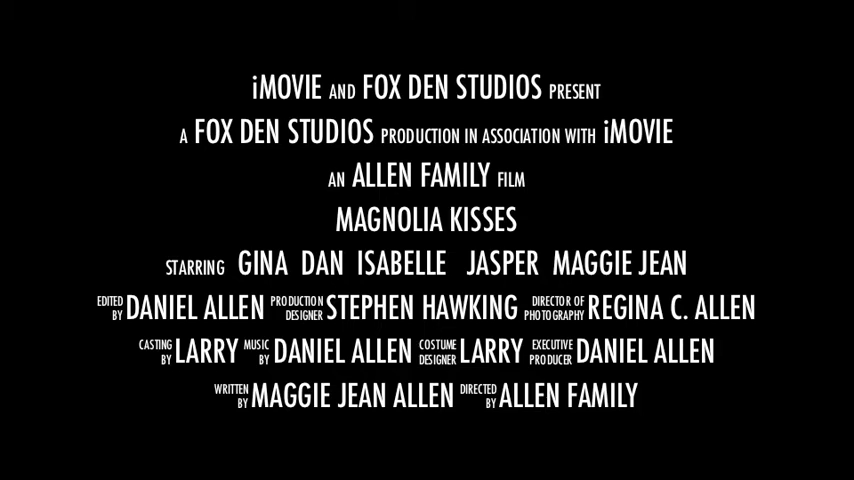 iMOVIE AND FOX DEN STUDIOS PRESENT
A FOX DEN STUDIOS PRODUCTION IN ASSOCIATION WITH iMOVIE
AN ALLEN FAMILY FILM
MAGNOLIA KISSES
STARRING GINA DAN ISABELLE JASPER MAGGIE JEAN
EDITED BY DANIEL ALLEN PRODUCTION DESIGNER STEPHEN HAWKING DIRECTOR OF PHOTOGRAPHY REGINA C. ALLEN
CASTING BY LARRY MUSIC BY DANIEL ALLEN COSTUME DESIGNER LARRY EXECUTIVE PRODUCER DANIEL ALLEN
WRITTEN BY MAGGIE JEAN ALLEN DIRECTED BY ALLEN FAMILY